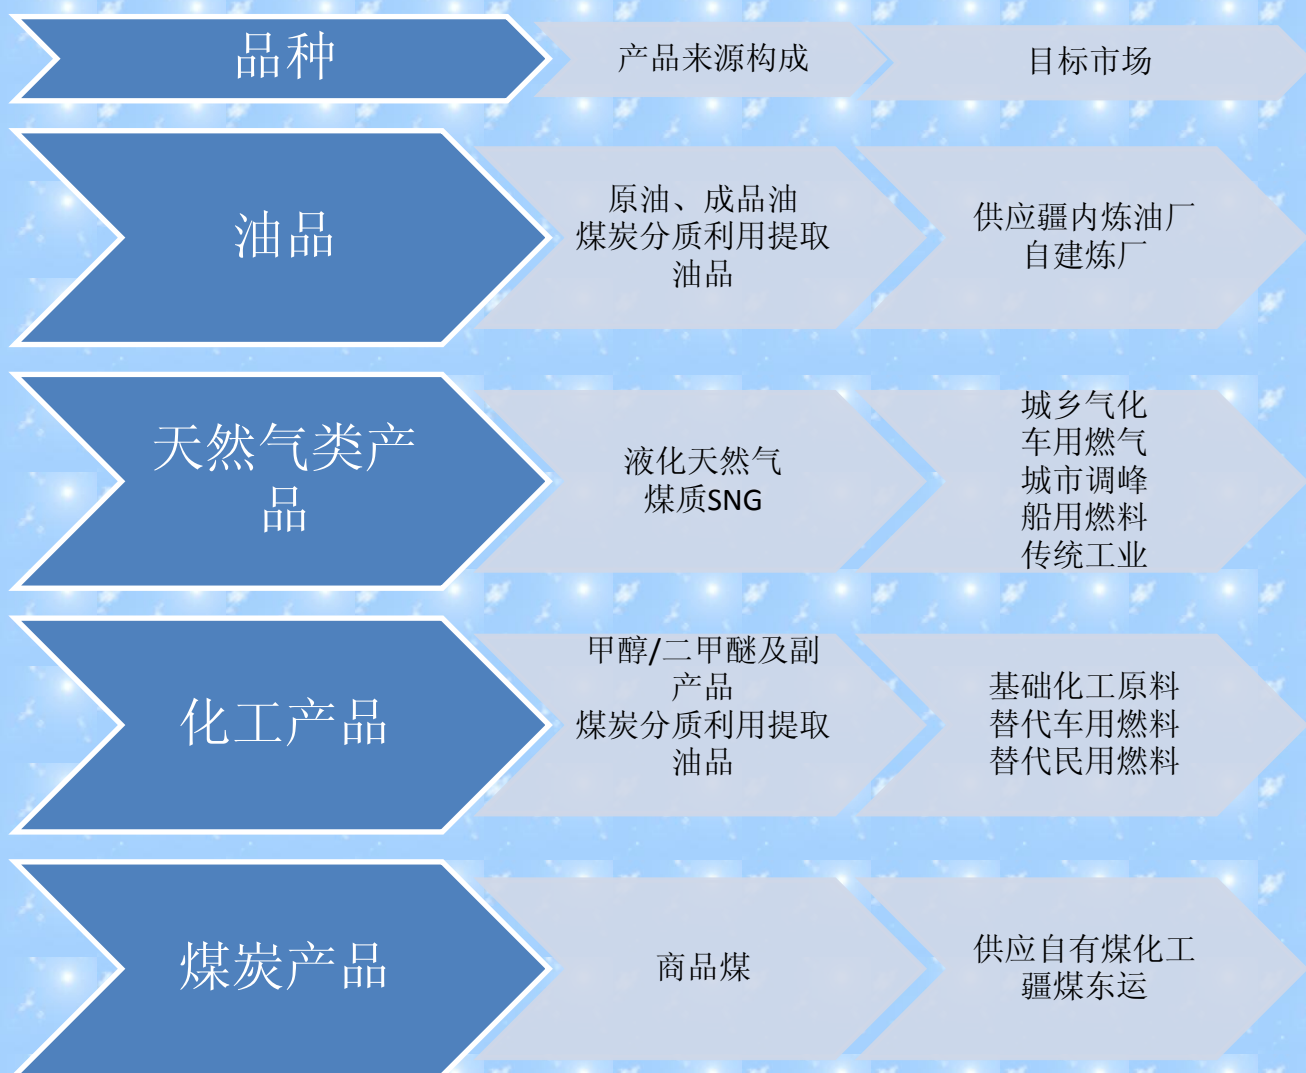 品种
产品来源构成
目标市场
油品
原油、成品油
煤炭分质利用提取
油品
供应疆内炼油厂
自建炼厂
天然气类产
品
液化天然气
煤质SNG
城乡气化
车用燃气
城市调峰
船用燃料
传统工业
化工产品
甲醇/二甲醚及副
产品
煤炭分质利用提取
油品
基础化工原料
替代车用燃料
替代民用燃料
煤炭产品
商品煤
供应自有煤化工
疆煤东运